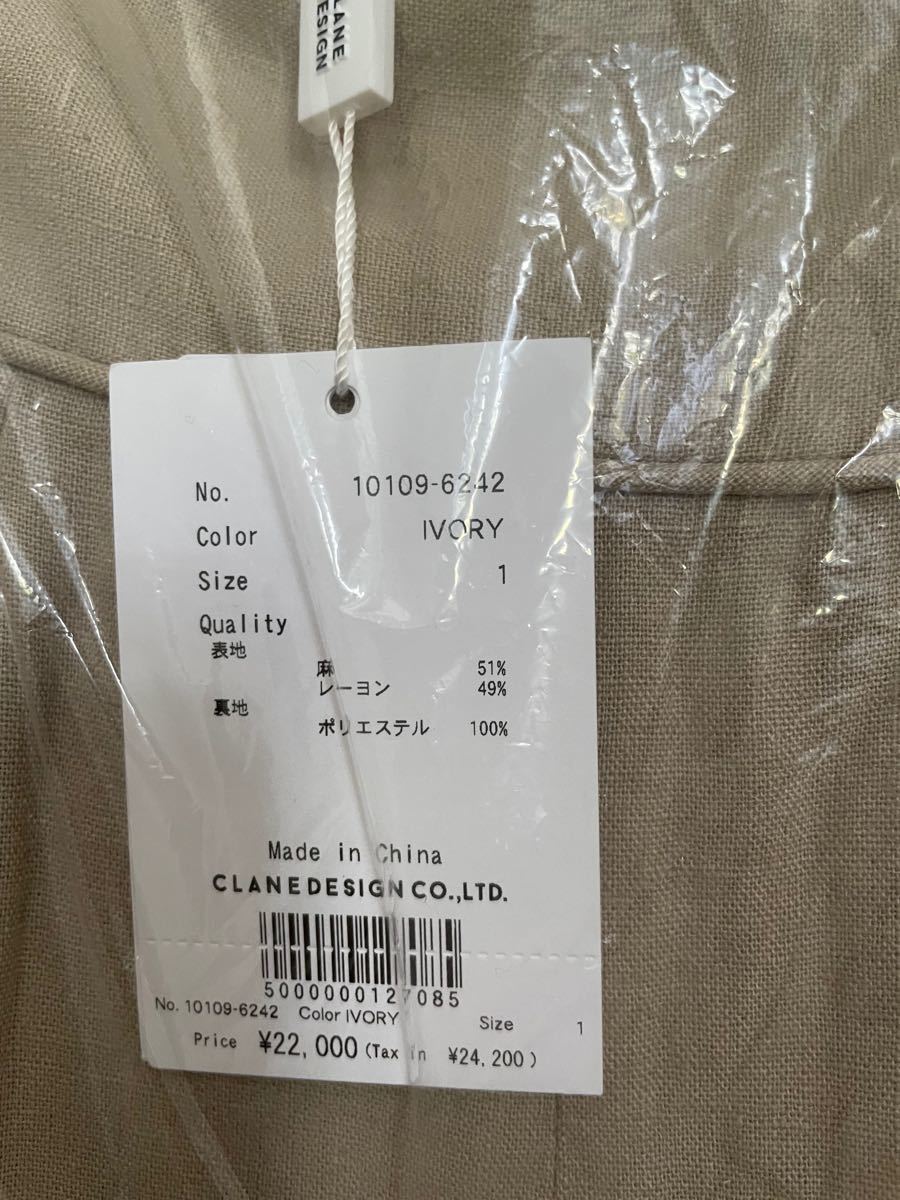 LANE
ESIGN
No. 10109-6242
Color IVORY
Size 1
Quality
表地
麻 51%
レーヨン 49%
裏地
ポリエステル 100%
Made in China
CLANEDESIGN CO.,LTD.
5000000127085
No. 10109-6242 Color IVORY Size 1
Price ¥22,000 (Tax in ¥24,200)